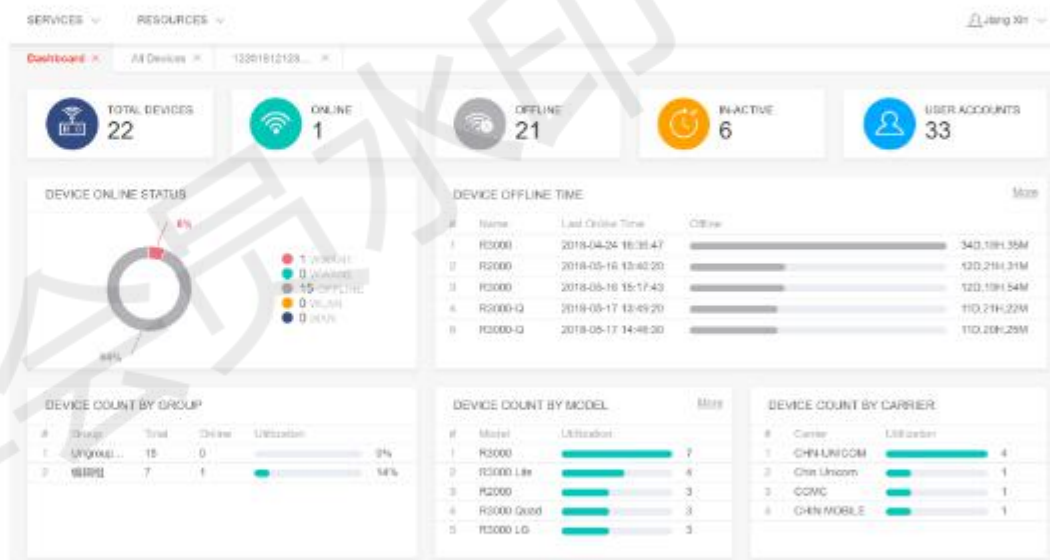 SERVICES RESOURCES Jiang Xin
Dashboard × All Devices × ×
TOTAL DEVICES 22
ONLINE 1
OFFLINE 21
IN-ACTIVE 6
USER ACCOUNTS 33
DEVICE ONLINE STATUS
6%
1
0
15 OFFLINE
0 WLAN
0 WAN
94%
DEVICE OFFLINE TIME More
# Name Last Online Time Offline
1 R3000 2018-04-24 16:35:47 34D,19H,35M
2 R2000 2018-05-16 13:40:20 12D,21H,31M
3 R3000 2018-05-16 15:17:43 12D,19H,54M
4 R3000-Q 2018-05-17 13:49:20 11D,21H,22M
5 R3000-Q 2018-05-17 14:46:30 11D,20H,25M
DEVICE COUNT BY GROUP
# Group Total Online Utilization
1 Ungroup... 15 0 0%
2 7 1 14%
DEVICE COUNT BY MODEL More
# Model Utilization
1 R3000 7
2 R3000 Lite 4
3 R2000 3
4 R3000 Quad 3
5 R3000 LG 3
DEVICE COUNT BY CARRIER
# Carrier Utilization
1 CHN-UNICOM 4
2 Chin Unicom 1
3 CCMC 1
4 CHIN MOBILE 1
会员水印